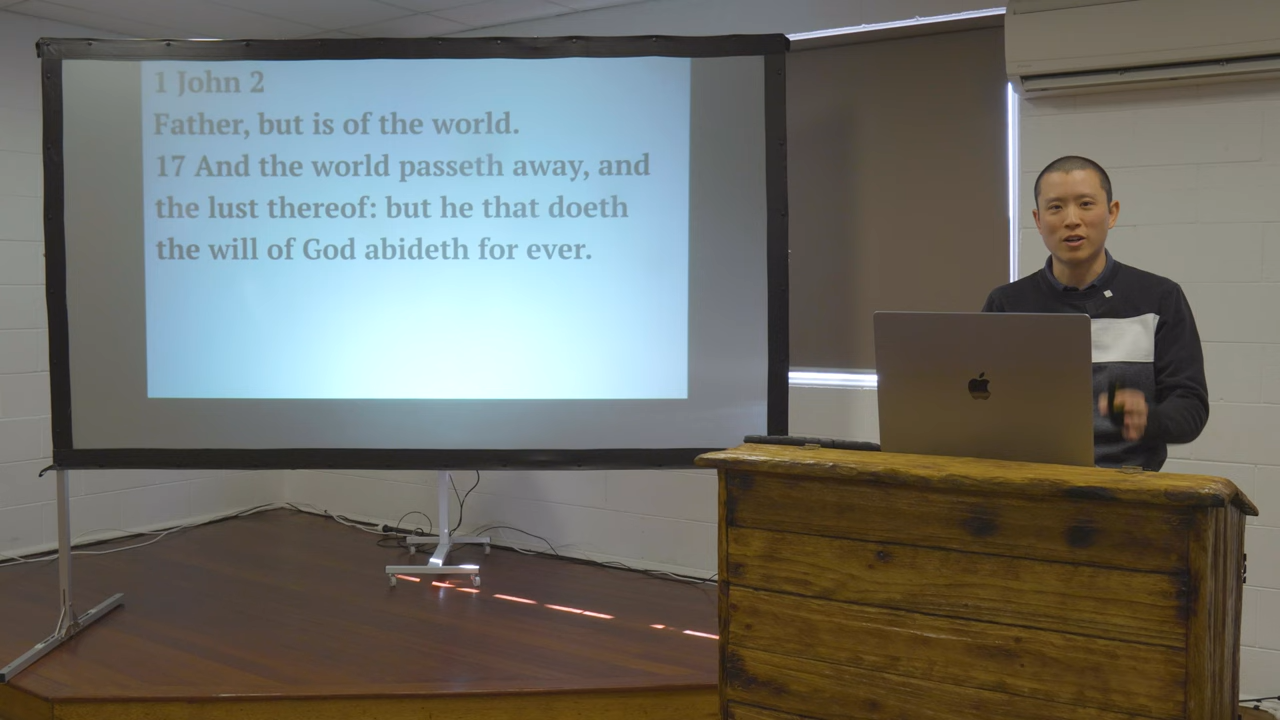 1 John 2
Father, but is of the world.
17 And the world passeth away, and
the lust thereof: but he that doeth
the will of God abideth for ever.